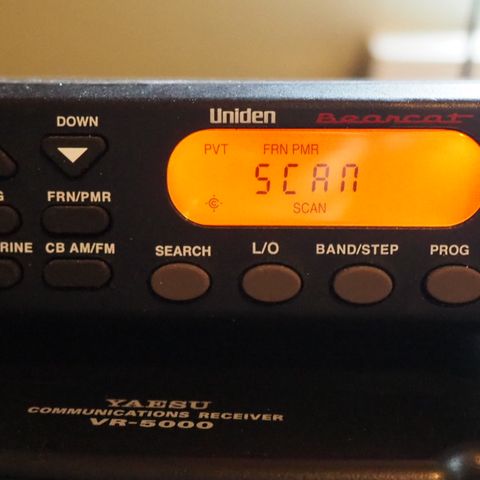 Uniden Bearcat
DOWN
PVT FRN PMR
SCAN
SCAN
FRN/PMR
CB AM/FM
SEARCH L/O BAND/STEP PROG
YAESU
COMMUNICATIONS RECEIVER
VR-5000